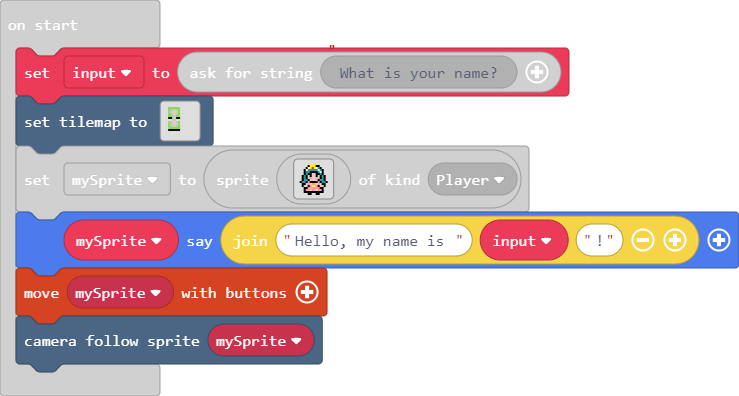 on start
set input to ask for string What is your name?
set tilemap to
set mySprite to sprite of kind Player
mySprite say join "Hello, my name is " input "!"
move mySprite with buttons
camera follow sprite mySprite